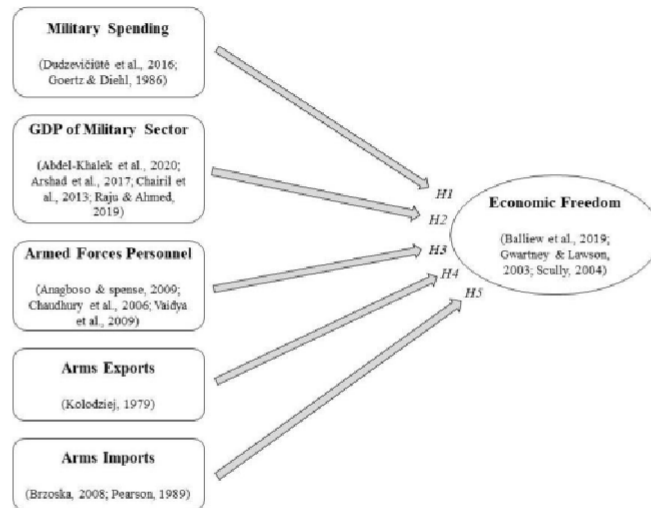 Military Spending
(Dudzevičiūtė et al., 2016;
Goertz & Diehl, 1986)
GDP of Military Sector
(Abdel-Khalek et al., 2020;
Arshad et al., 2017; Chairil et
al., 2013; Raju & Ahmed,
2019)
Armed Forces Personnel
(Anagboso & spense, 2009;
Chaudhury et al., 2006; Vaidya
et al., 2009)
Arms Exports
(Kolodziej, 1979)
Arms Imports
(Brzoska, 2008; Pearson, 1989)
H1
H2
H3
H4
H5
Economic Freedom
(Balliew et al., 2019;
Gwartney & Lawson,
2003; Scully, 2004)